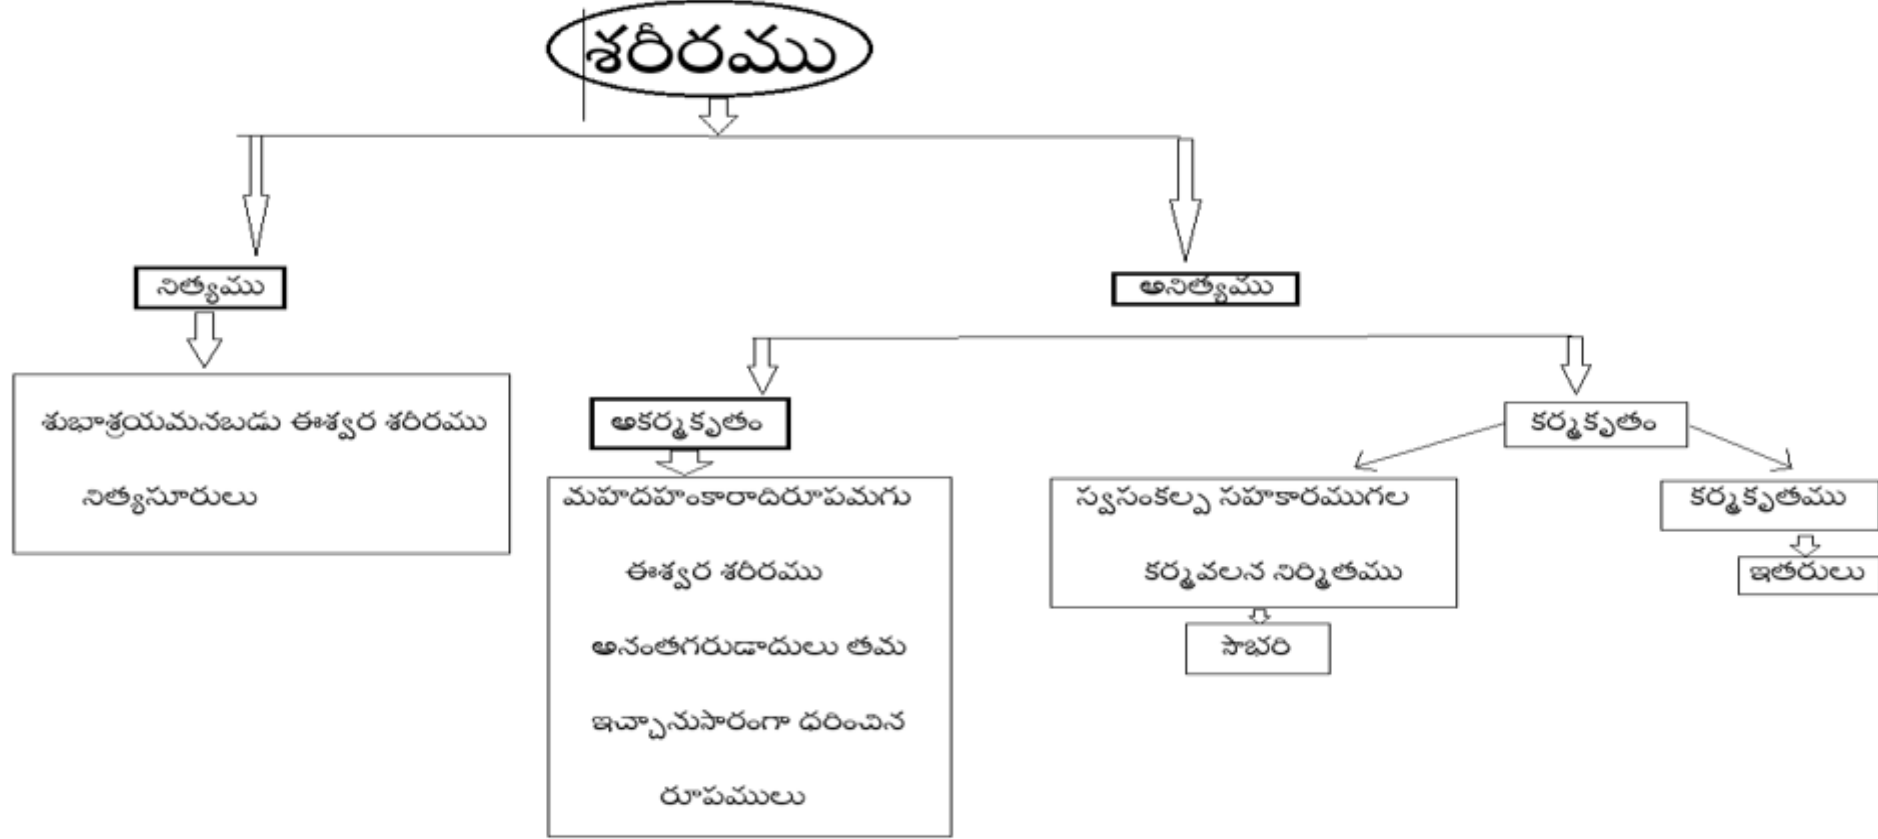 శరీరము
నిత్యము
అనిత్యము
శుభాశ్రయమనబడు ఈశ్వర శరీరము
నిత్యసూరులు
అకర్మకృతం
మహదహంకారాదిరూపమగు
ఈశ్వర శరీరము
అనంతగరుడాదులు తమ
ఇచ్చానుసారంగా ధరించిన
రూపములు
కర్మకృతం
స్వసంకల్ప సహకారముగల
కర్మవలన నిర్మితము
సౌభరి
కర్మకృతము
ఇతరులు